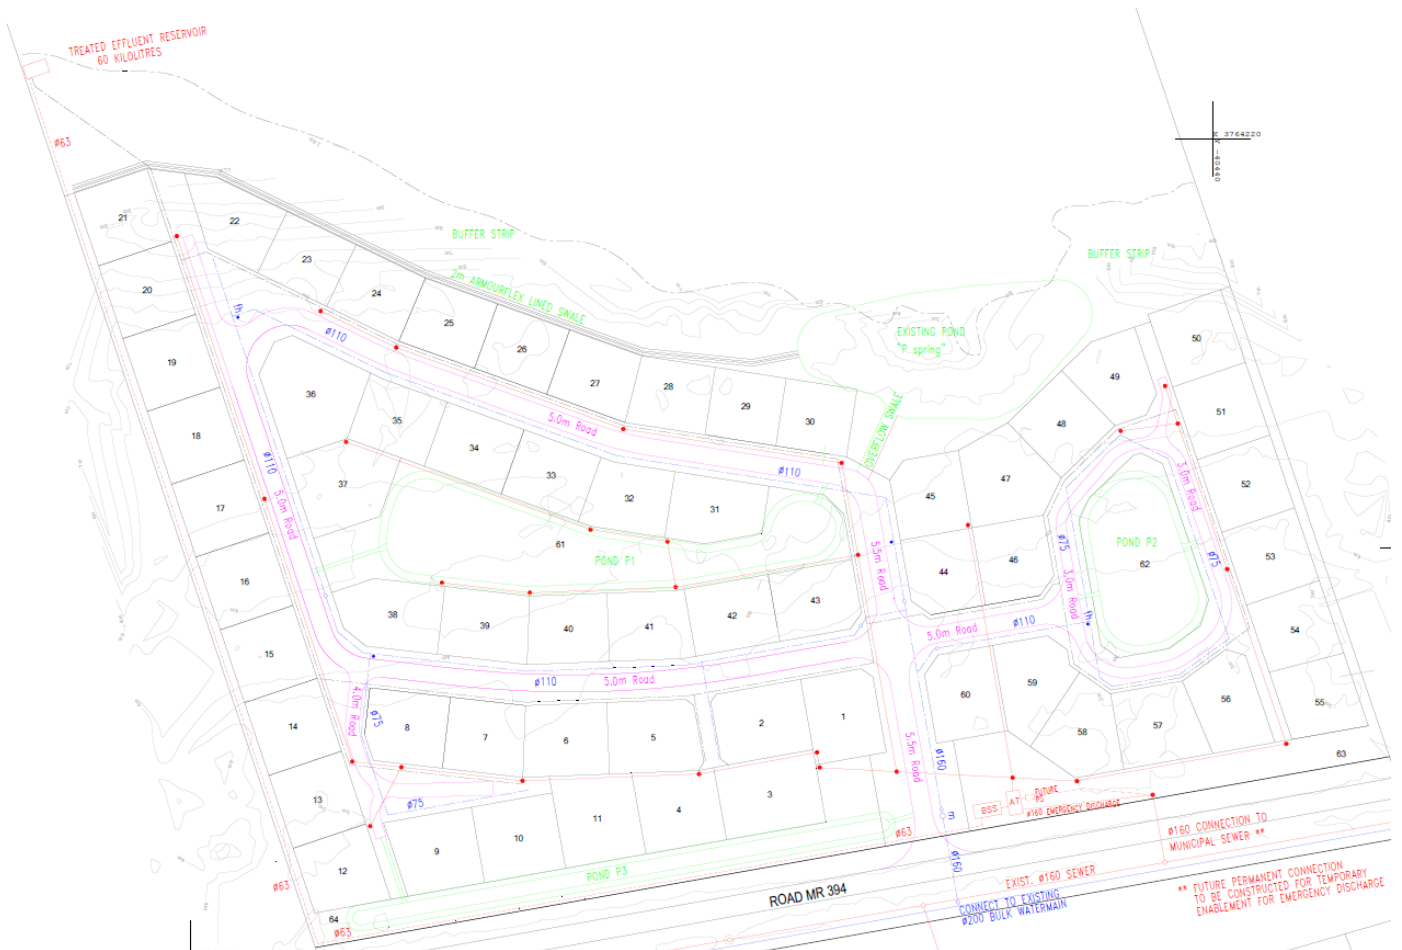 TREATED EFFLUENT RESERVOIR
60 KILOLITRES
X 3764220
Y -60660
Ø63
21
22
BUFFER STRIP
BUFFER STRIP
23
20
2m ARMOURFLEX LINED SWALE
24
fh
25
EXISTING POND
"P. spring"
50
Ø110
26
19
49
27
28
36
29
51
30
OVERFLOW SWALE
35
5.0m Road
48
18
34
37
Ø110
Ø110
33
47
3.0m Road
45
52
32
5.0m Road
17
31
61
POND P1
5.5m Road
Ø75
POND P2
62
Ø75
53
46
44
16
3.0m Road
43
38
42
fh
39
40
41
5.0m Road
Ø110
54
15
Ø110
5.0m Road
59
4.0m Road
60
56
55
14
Ø75
8
7
6
5
2
1
57
58
5.5m Road
Ø160
63
13
Ø75
11
4
3
10
BSS
AT
FUTURE
PS
Ø160 EMERGENCY DISCHARGE
m
Ø63
Ø160 CONNECTION TO
MUNICIPAL SEWER **
9
12
POND P3
Ø160
EXIST. Ø160 SEWER
Ø63
ROAD MR 394
** FUTURE PERMANENT CONNECTION
TO BE CONSTRUCTED FOR TEMPORARY
ENABLEMENT FOR EMERGENCY DISCHARGE
CONNECT TO EXISTING
Ø200 BULK WATERMAIN
64
Ø63